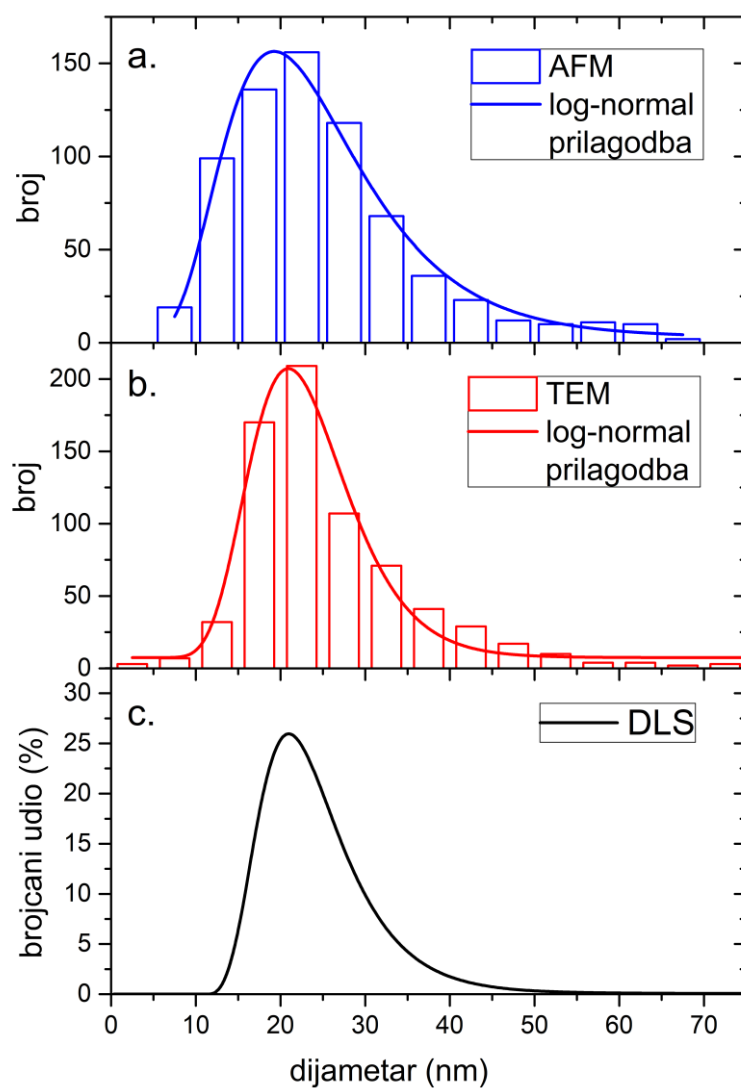 a.
AFM
log-normal
prilagodba
150
100
50
0
broj
b.
TEM
log-normal
prilagodba
200
150
100
50
0
broj
c.
DLS
30
25
20
15
10
5
0
brojcani udio (%)
0 10 20 30 40 50 60 70
dijametar (nm)